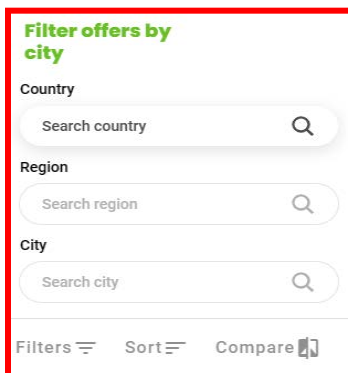 Filter offers by
city
Country
Search country
Region
Search region
City
Search city
Filters Sort Compare